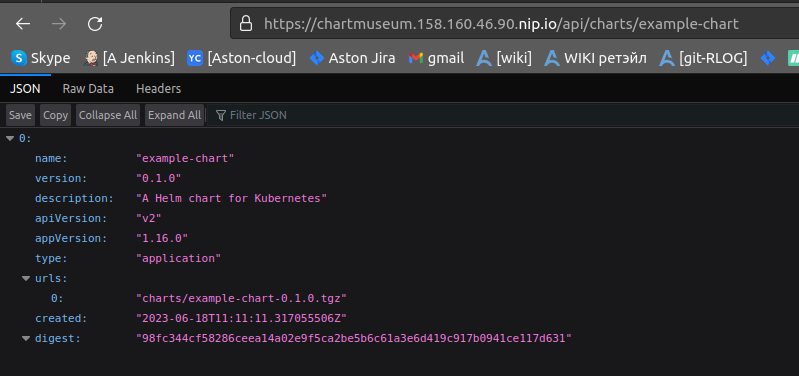 https://chartmuseum.158.160.46.90.nip.io/api/charts/example-chart
Skype [A Jenkins] YC [Aston-cloud] Aston Jira gmail [wiki] WIKI ретэйл [git-RLOG]
JSON Raw Data Headers
Save Copy Collapse All Expand All Filter JSON
0:
name: "example-chart"
version: "0.1.0"
description: "A Helm chart for Kubernetes"
apiVersion: "v2"
appVersion: "1.16.0"
type: "application"
urls:
0: "charts/example-chart-0.1.0.tgz"
created: "2023-06-18T11:11:11.317055506Z"
digest: "98fc344cf58286ceea14a02e9f5ca2be5b6c61a3e6d419c917b0941ce117d631"